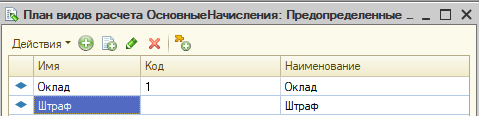 План видов расчета ОсновныеНачисления: Предопределенные ...
Действия
Имя Код Наименование
Оклад 1 Оклад
Штраф Штраф